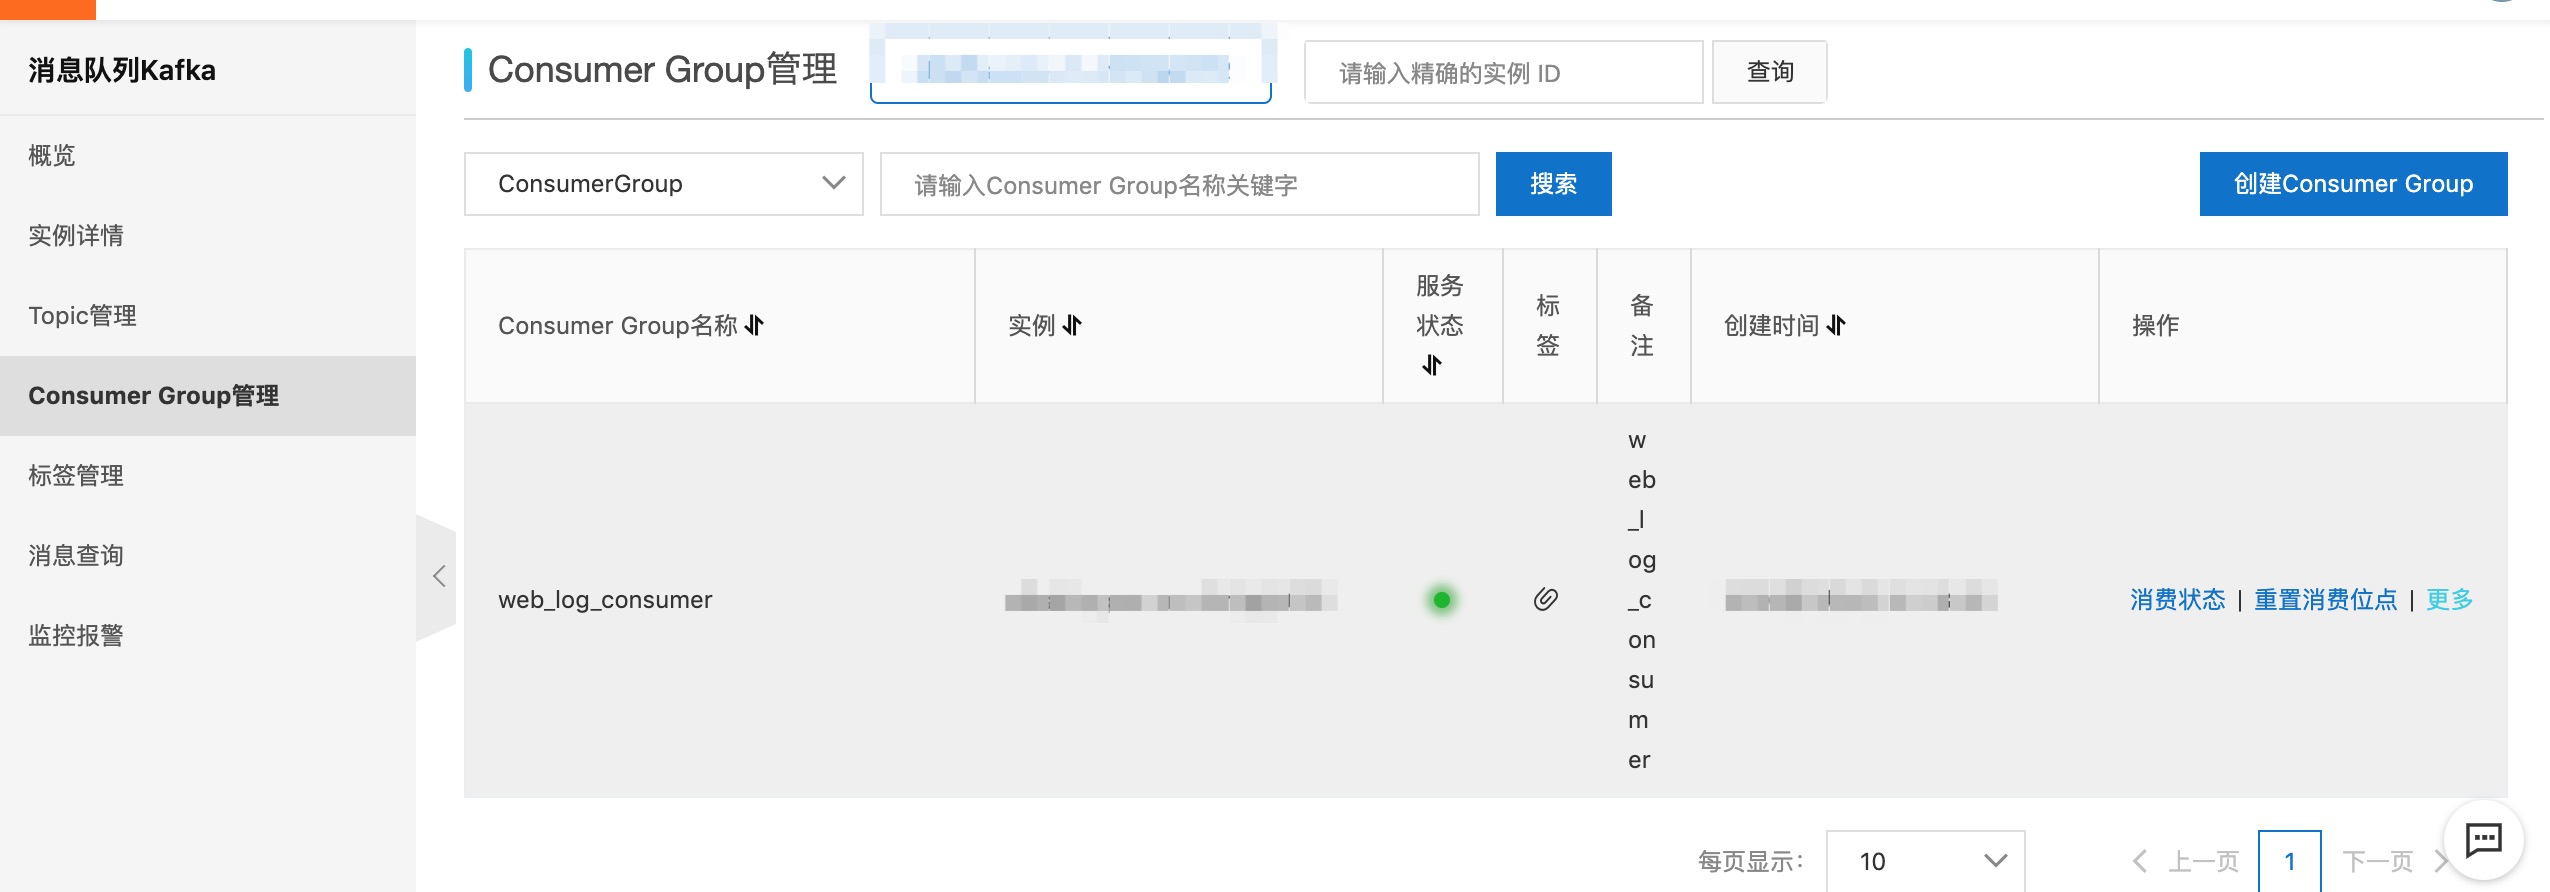 消息队列Kafka
概览
实例详情
Topic管理
Consumer Group管理
标签管理
消息查询
监控报警
Consumer Group管理
请输入精确的实例 ID
查询
ConsumerGroup
请输入Consumer Group名称关键字
搜索
创建Consumer Group
Consumer Group名称
实例
服务
状态
标
签
备
注
创建时间
操作
web_log_consumer
w
eb
_l
og
_c
on
su
m
er
消费状态 | 重置消费位点 | 更多
每页显示：
10
上一页
1
下一页